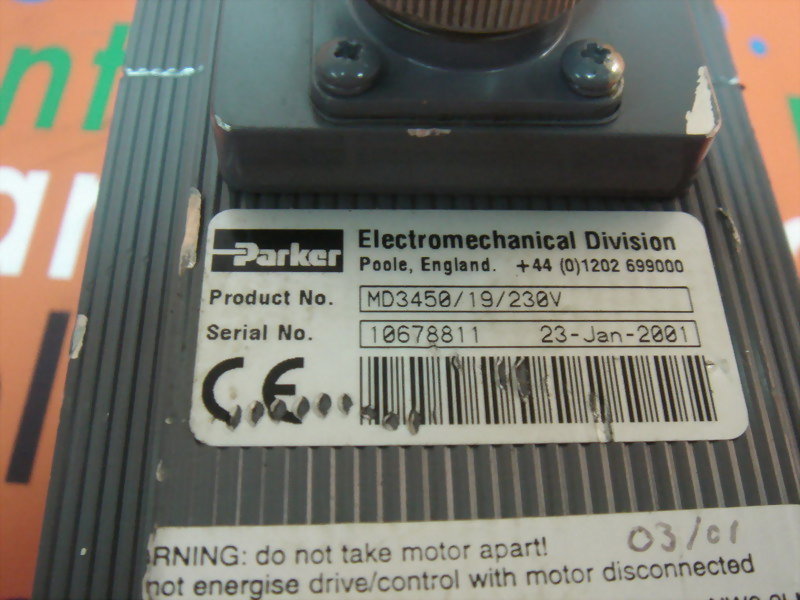 Parker Electromechanical Division
Poole, England. +44 (0)1202 699000
Product No. MD3450/19/230V
Serial No. 10678811 23-Jan-2001
CE
03/01
WARNING: do not take motor apart!
not energise drive/control with motor disconnected